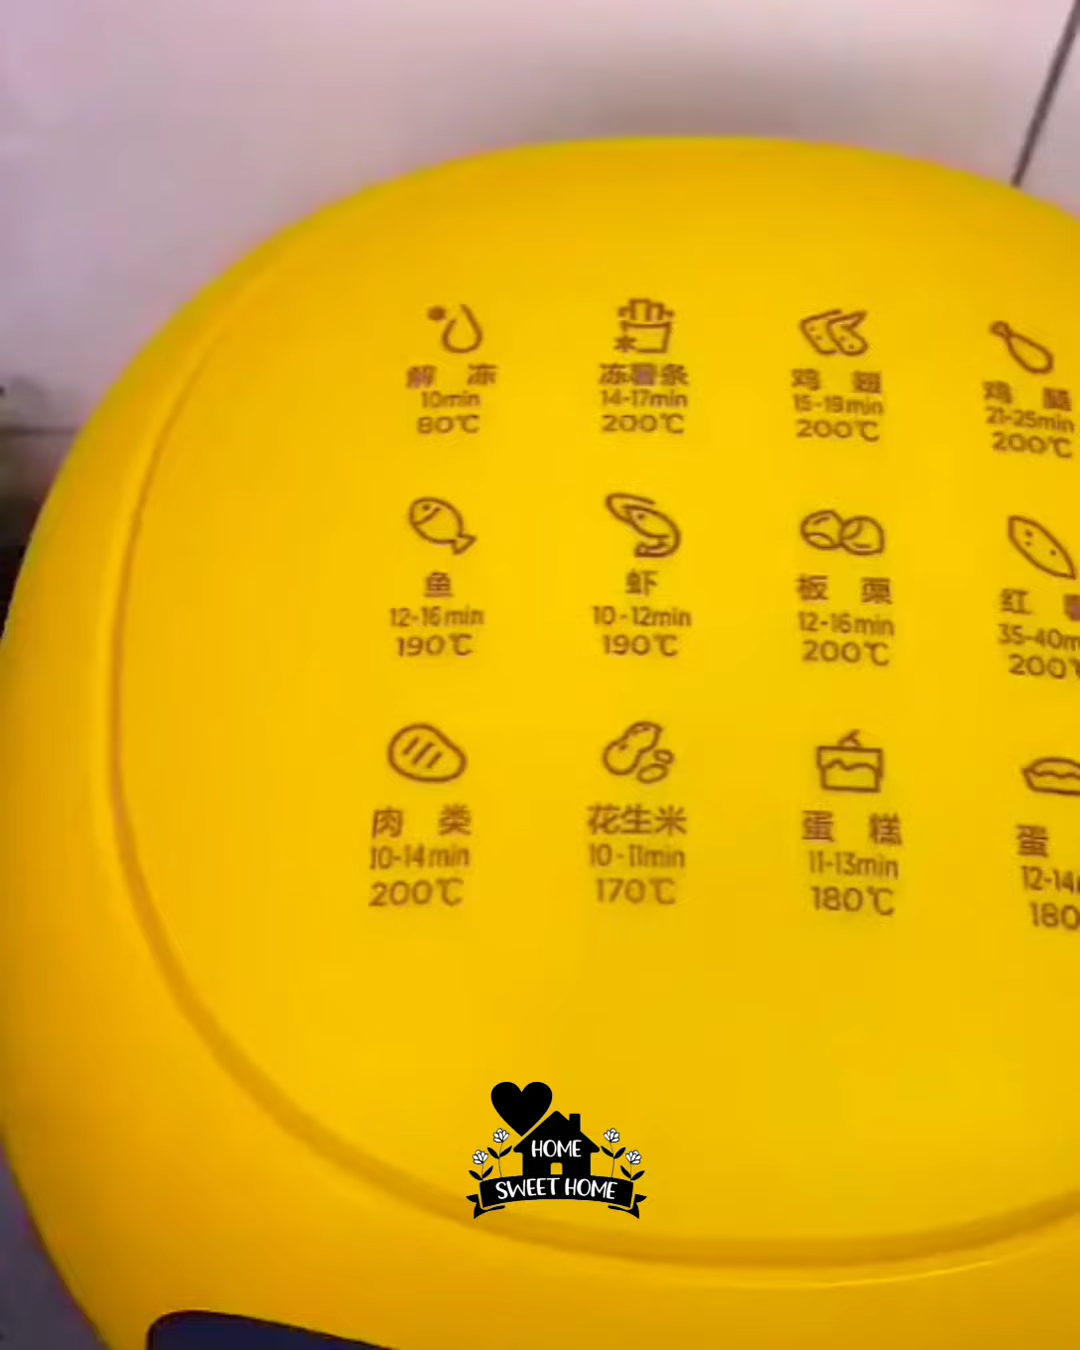 解 冻
10min
80℃
冻薯条
14-17min
200℃
鸡 翅
15-19min
200℃
鸡 腿
21-25min
200℃
鱼
12-16min
190℃
虾
10-12min
190℃
板 栗
12-16min
200℃
红
35-40m
200℃
肉 类
10-14min
200℃
花生米
10-11min
170℃
蛋 糕
11-13min
180℃
蛋
12-14
180
HOME
SWEET HOME